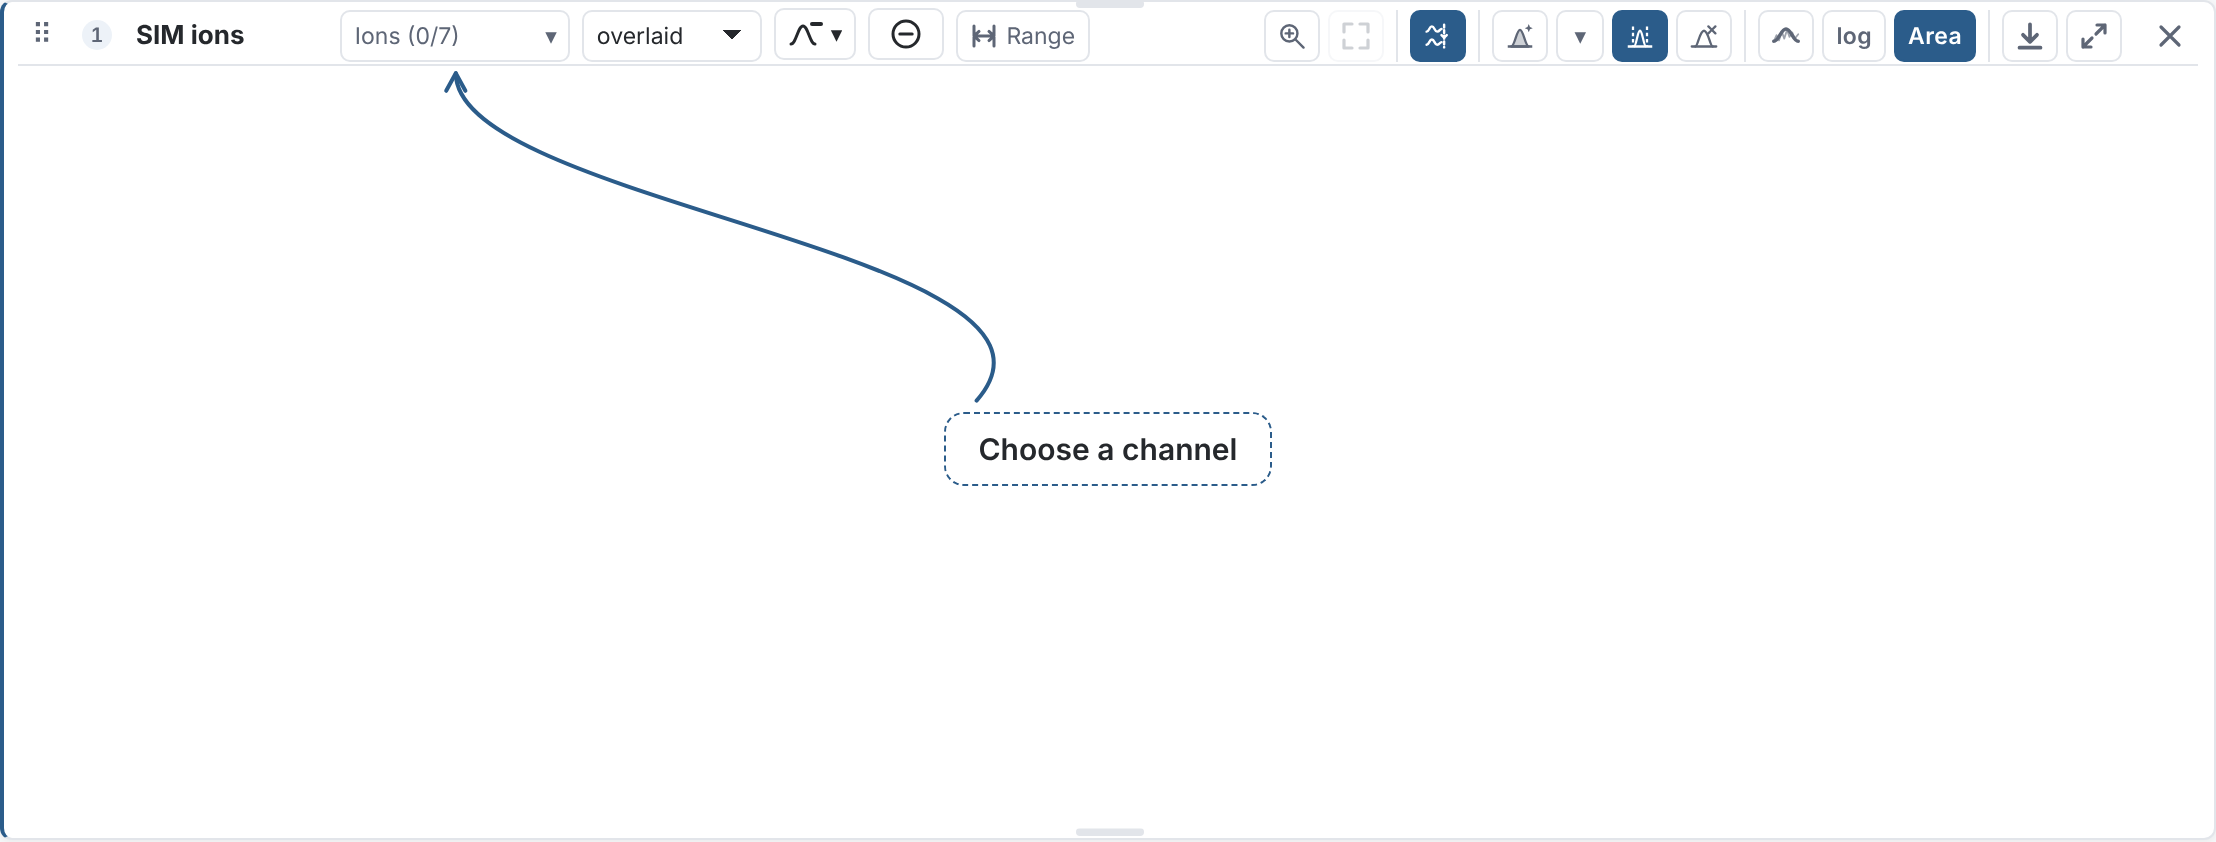 1 SIM ions Ions (0/7) overlaid Range log Area
Choose a channel